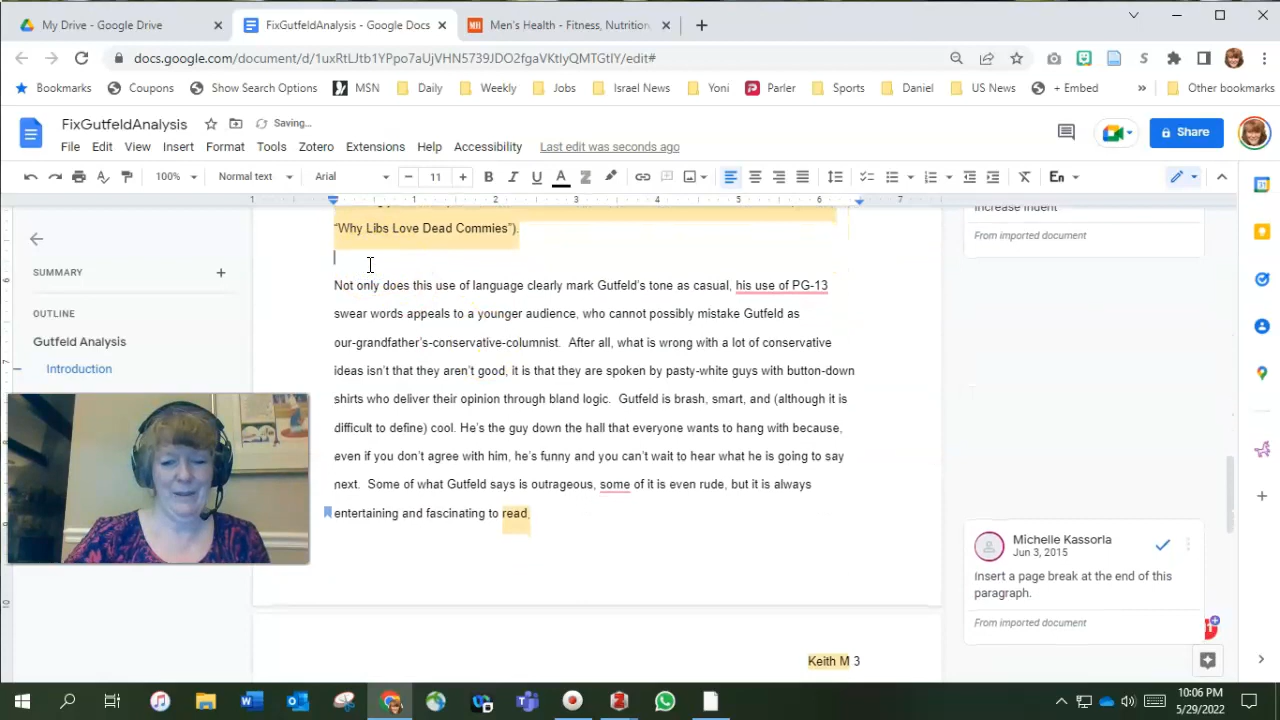 My Drive - Google Drive
FixGutfeldAnalysis - Google Docs
Men's Health - Fitness, Nutrition
docs.google.com/document/d/1uxRtLJtb1YPpo7aUjVHN5739JDO2fgaVKtIyQMTGtIY/edit#
Bookmarks
Coupons
Show Search Options
MSN
Daily
Weekly
Jobs
Israel News
Yoni
Parler
Sports
Daniel
US News
+ Embed
Other bookmarks
FixGutfeldAnalysis
Saving...
File Edit View Insert Format Tools Zotero Extensions Help Accessibility
Last edit was seconds ago
Share
100%
Normal text
Arial
11
B I U A
En
1 1 2 3 4 5 6 7
Increase Indent
From imported document
"Why Libs Love Dead Commies").
SUMMARY
OUTLINE
Gutfeld Analysis
Introduction
Not only does this use of language clearly mark Gutfeld's tone as casual, his use of PG-13
swear words appeals to a younger audience, who cannot possibly mistake Gutfeld as
our-grandfather's-conservative-columnist.  After all, what is wrong with a lot of conservative
ideas isn't that they aren't good, it is that they are spoken by pasty-white guys with button-down
shirts who deliver their opinion through bland logic.  Gutfeld is brash, smart, and (although it is
difficult to define) cool. He's the guy down the hall that everyone wants to hang with because,
even if you don't agree with him, he's funny and you can't wait to hear what he is going to say
next.  Some of what Gutfeld says is outrageous, some of it is even rude, but it is always
entertaining and fascinating to read.
Michelle Kassorla
Jun 3, 2015
Insert a page break at the end of this
paragraph.
From imported document
Keith M 3
10:06 PM
5/29/2022